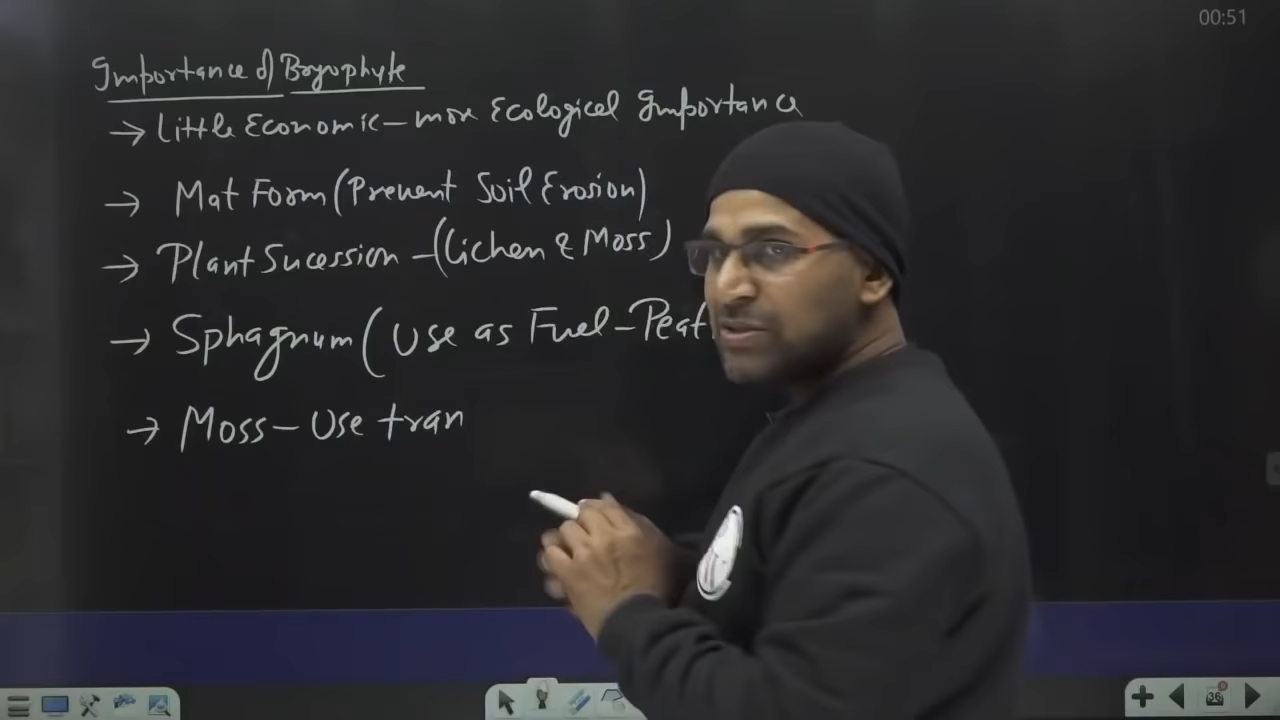 00:51
Importance of Bryophyte
→ Little Economic – more Ecological Importance
→ Mat Form (Prevent Soil Erosion)
→ Plant Sucession – (Lichen & Moss)
→ Sphagnum (Use as Fuel – Peat
→ Moss – Use tran
36